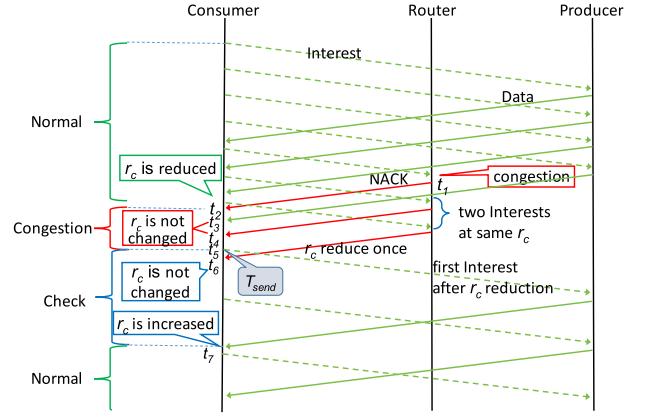 Consumer
Router
Producer
Interest
Data
Normal
r_c is reduced
NACK
t_1
congestion
t_2
Congestion
r_c is not
changed
t_3
two Interests
at same r_c
t_4
r_c reduce once
t_5
r_c is not
changed
t_6
T_send
first Interest
after r_c reduction
Check
r_c is increased
t_7
Normal